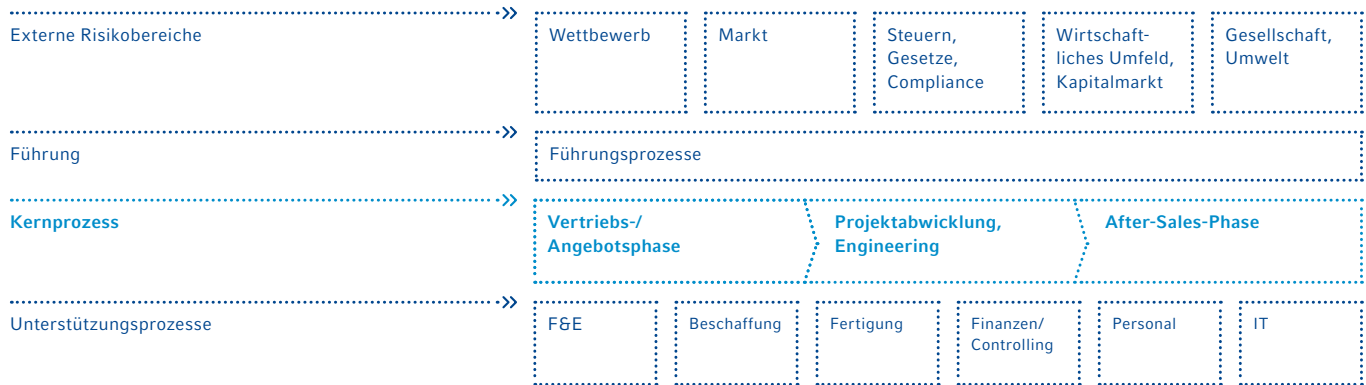 Externe Risikobereiche
Wettbewerb
Markt
Steuern,
Gesetze,
Compliance
Wirtschaft-
liches Umfeld,
Kapitalmarkt
Gesellschaft,
Umwelt
Führung
Führungsprozesse
Kernprozess
Vertriebs-/
Angebotsphase
Projektabwicklung,
Engineering
After-Sales-Phase
Unterstützungsprozesse
F&E
Beschaffung
Fertigung
Finanzen/
Controlling
Personal
IT